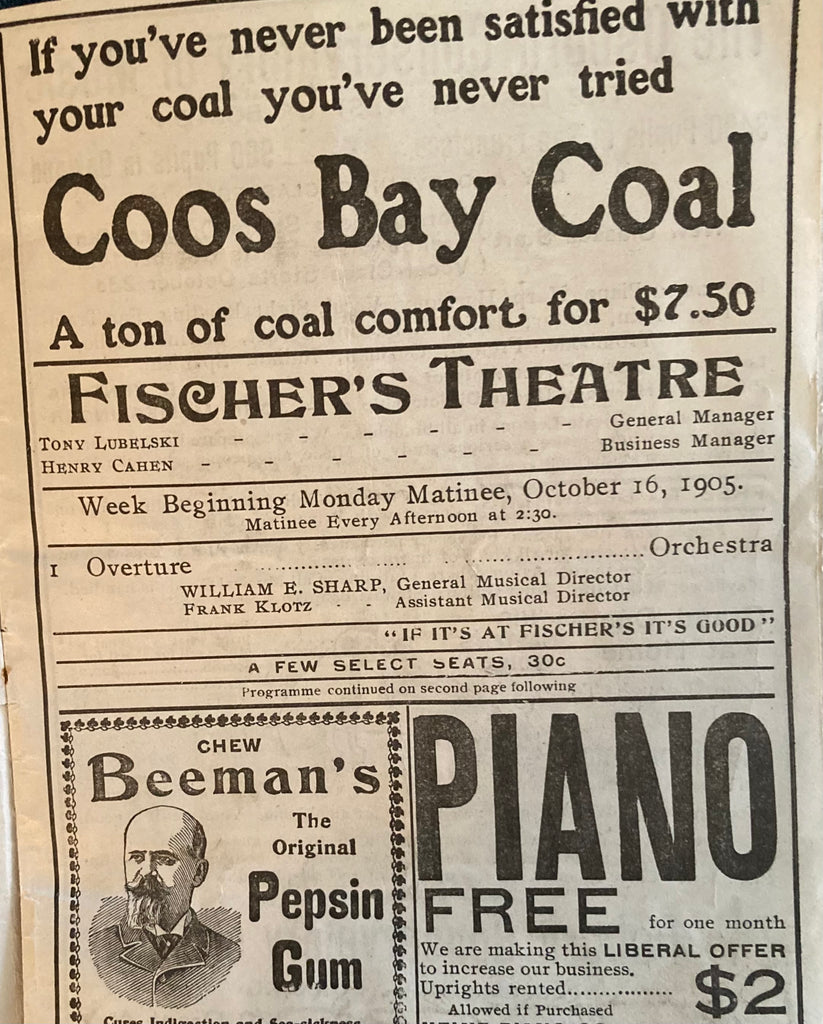 If you've never been satisfied with
your coal you've never tried
Coos Bay Coal
A ton of coal comfort for $7.50
FISCHER'S THEATRE
TONY LUBELSKI - - - - - - General Manager
HENRY CAHEN - - - - - - Business Manager
Week Beginning Monday Matinee, October 16, 1905.
Matinee Every Afternoon at 2:30.
1 Overture ........................................ Orchestra
WILLIAM E. SHARP, General Musical Director
FRANK KLOTZ - - Assistant Musical Director
"IF IT'S AT FISCHER'S IT'S GOOD"
A FEW SELECT SEATS, 30c
Programme continued on second page following
CHEW
Beeman's
The
Original
Pepsin
Gum
Cures Indigestion and Sea-sickness
PIANO
FREE for one month
We are making this LIBERAL OFFER
to increase our business.
Uprights rented................ $2
Allowed if Purchased